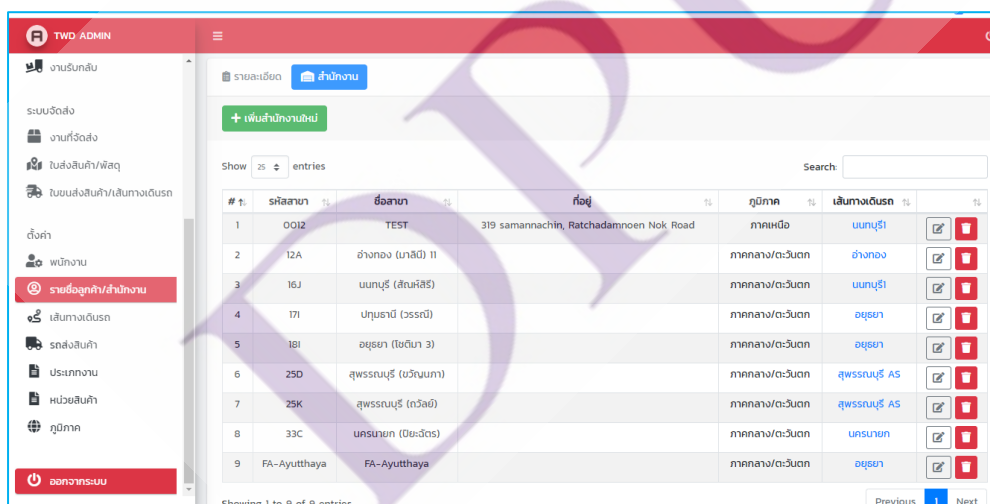 TWD ADMIN
งานรับกลับ
ระบบจัดส่ง
งานที่จัดส่ง
ใบส่งสินค้า/พัสดุ
ใบขนส่งสินค้า/เส้นทางเดินรถ
ตั้งค่า
พนักงาน
รายชื่อลูกค้า/สำนักงาน
เส้นทางเดินรถ
รถส่งสินค้า
ประเภทงาน
หน่วยสินค้า
ภูมิภาค
ออกจากระบบ
รายละเอียด สำนักงาน
+ เพิ่มสำนักงานใหม่
Show 25 entries Search:
# รหัสสาขา ชื่อสาขา ที่อยู่ ภูมิภาค เส้นทางเดินรถ
1 0012 TEST 319 samannachin, Ratchadamnoen Nok Road ภาคเหนือ นนทบุรี1
2 12A อ่างทอง (มาลินี) 11 ภาคกลาง/ตะวันตก อ่างทอง
3 16J นนทบุรี (สัณห์สิริ) ภาคกลาง/ตะวันตก นนทบุรี1
4 17I ปทุมธานี (วรรณี) ภาคกลาง/ตะวันตก อยุธยา
5 18I อยุธยา (โชติมา 3) ภาคกลาง/ตะวันตก อยุธยา
6 25D สุพรรณบุรี (ขวัญนภา) ภาคกลาง/ตะวันตก สุพรรณบุรี AS
7 25K สุพรรณบุรี (ถวัลย์) ภาคกลาง/ตะวันตก สุพรรณบุรี AS
8 33C นครนายก (ปิยะฉัตร) ภาคกลาง/ตะวันตก นครนายก
9 FA-Ayutthaya FA-Ayutthaya ภาคกลาง/ตะวันตก อยุธยา
Showing 1 to 9 of 9 entries Previous 1 Next